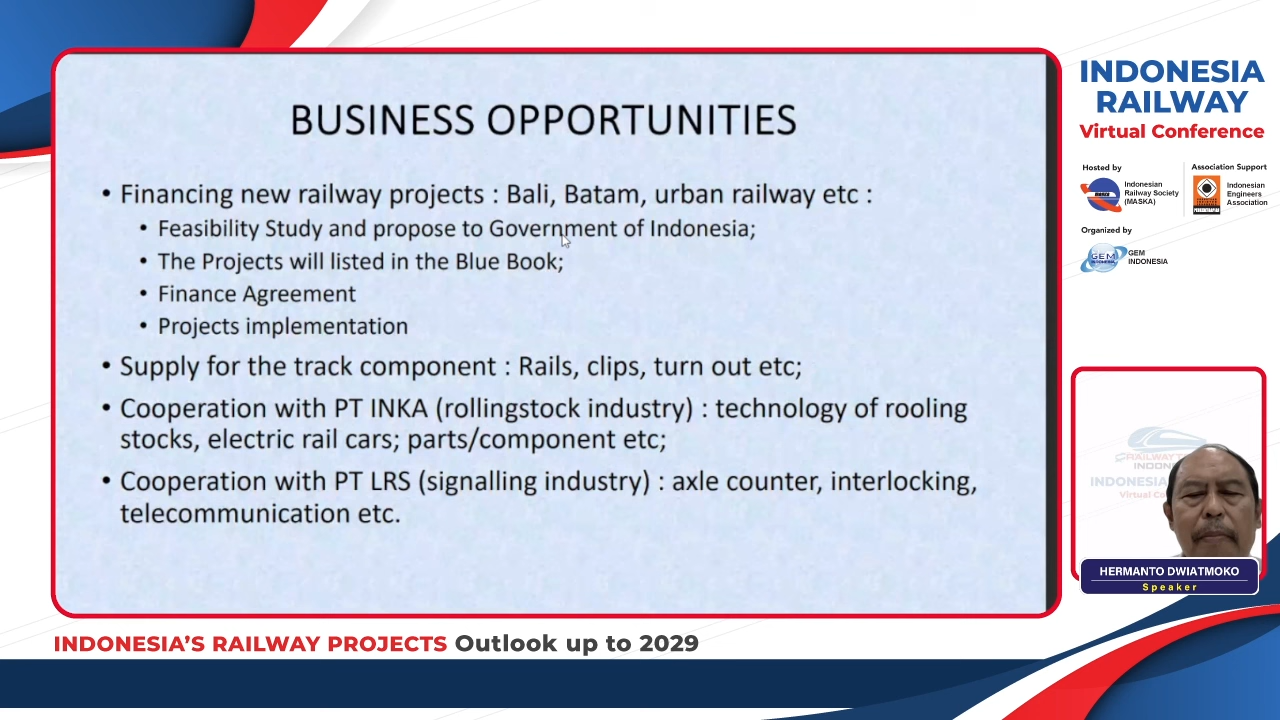 BUSINESS OPPORTUNITIES
• Financing new railway projects : Bali, Batam, urban railway etc :
• Feasibility Study and propose to Government of Indonesia;
• The Projects will listed in the Blue Book;
• Finance Agreement
• Projects implementation
• Supply for the track component : Rails, clips, turn out etc;
• Cooperation with PT INKA (rollingstock industry) : technology of rooling
stocks, electric rail cars; parts/component etc;
• Cooperation with PT LRS (signalling industry) : axle counter, interlocking,
telecommunication etc.
INDONESIA
RAILWAY
Virtual Conference
Hosted by
MASKA
Indonesian
Railway Society
(MASKA)
Association Support
Indonesian
Engineers
Association
Organized by
GEM
INDONESIA
GEM
INDONESIA
HERMANTO DWIATMOKO
Speaker
INDONESIA'S RAILWAY PROJECTS Outlook up to 2029